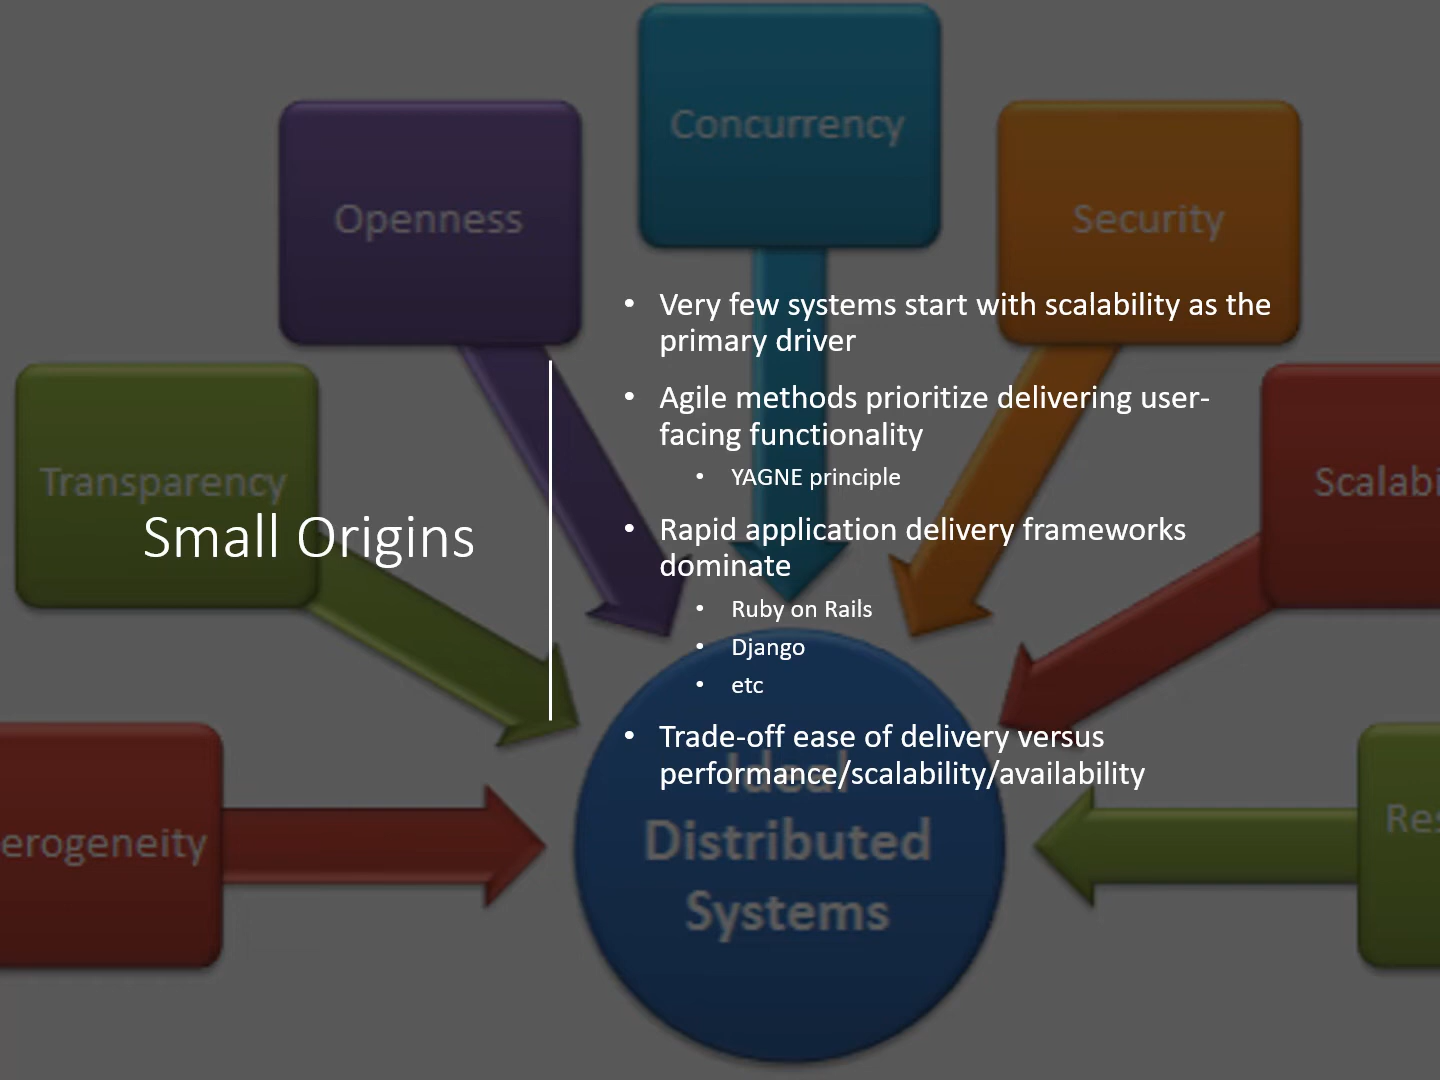 Concurrency
Openness
Security
• Very few systems start with scalability as the
primary driver
• Agile methods prioritize delivering user-
facing functionality
• YAGNE principle
Transparency
Scalabi
Small Origins
• Rapid application delivery frameworks
dominate
• Ruby on Rails
• Django
• etc
• Trade-off ease of delivery versus
performance/scalability/availability
Ideal
Distributed
Systems
erogeneity
Res